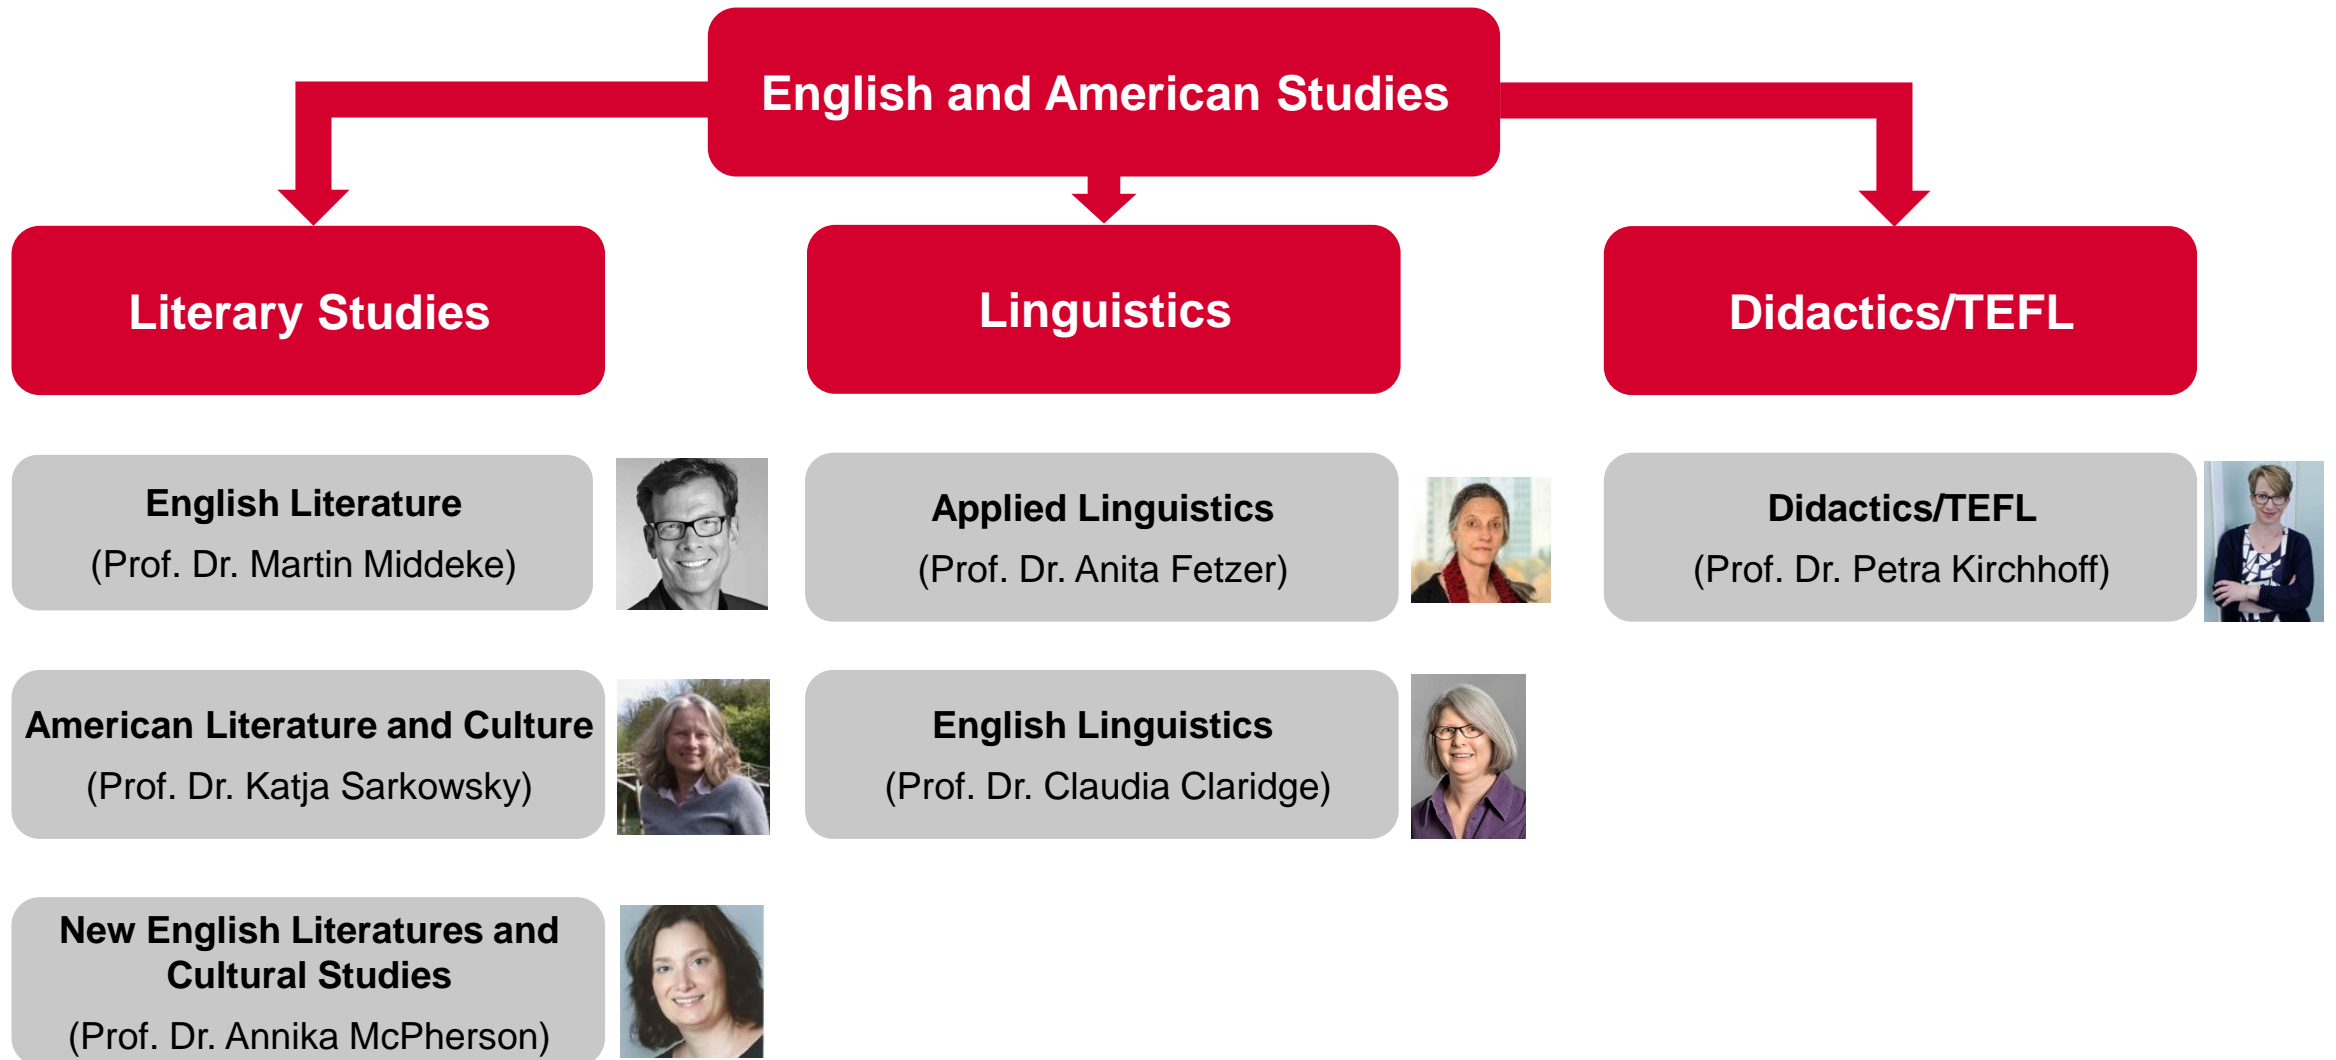 English and American Studies
Literary Studies
Linguistics
Didactics/TEFL
English Literature
(Prof. Dr. Martin Middeke)
Applied Linguistics
(Prof. Dr. Anita Fetzer)
Didactics/TEFL
(Prof. Dr. Petra Kirchhoff)
American Literature and Culture
(Prof. Dr. Katja Sarkowsky)
English Linguistics
(Prof. Dr. Claudia Claridge)
New English Literatures and
Cultural Studies
(Prof. Dr. Annika McPherson)